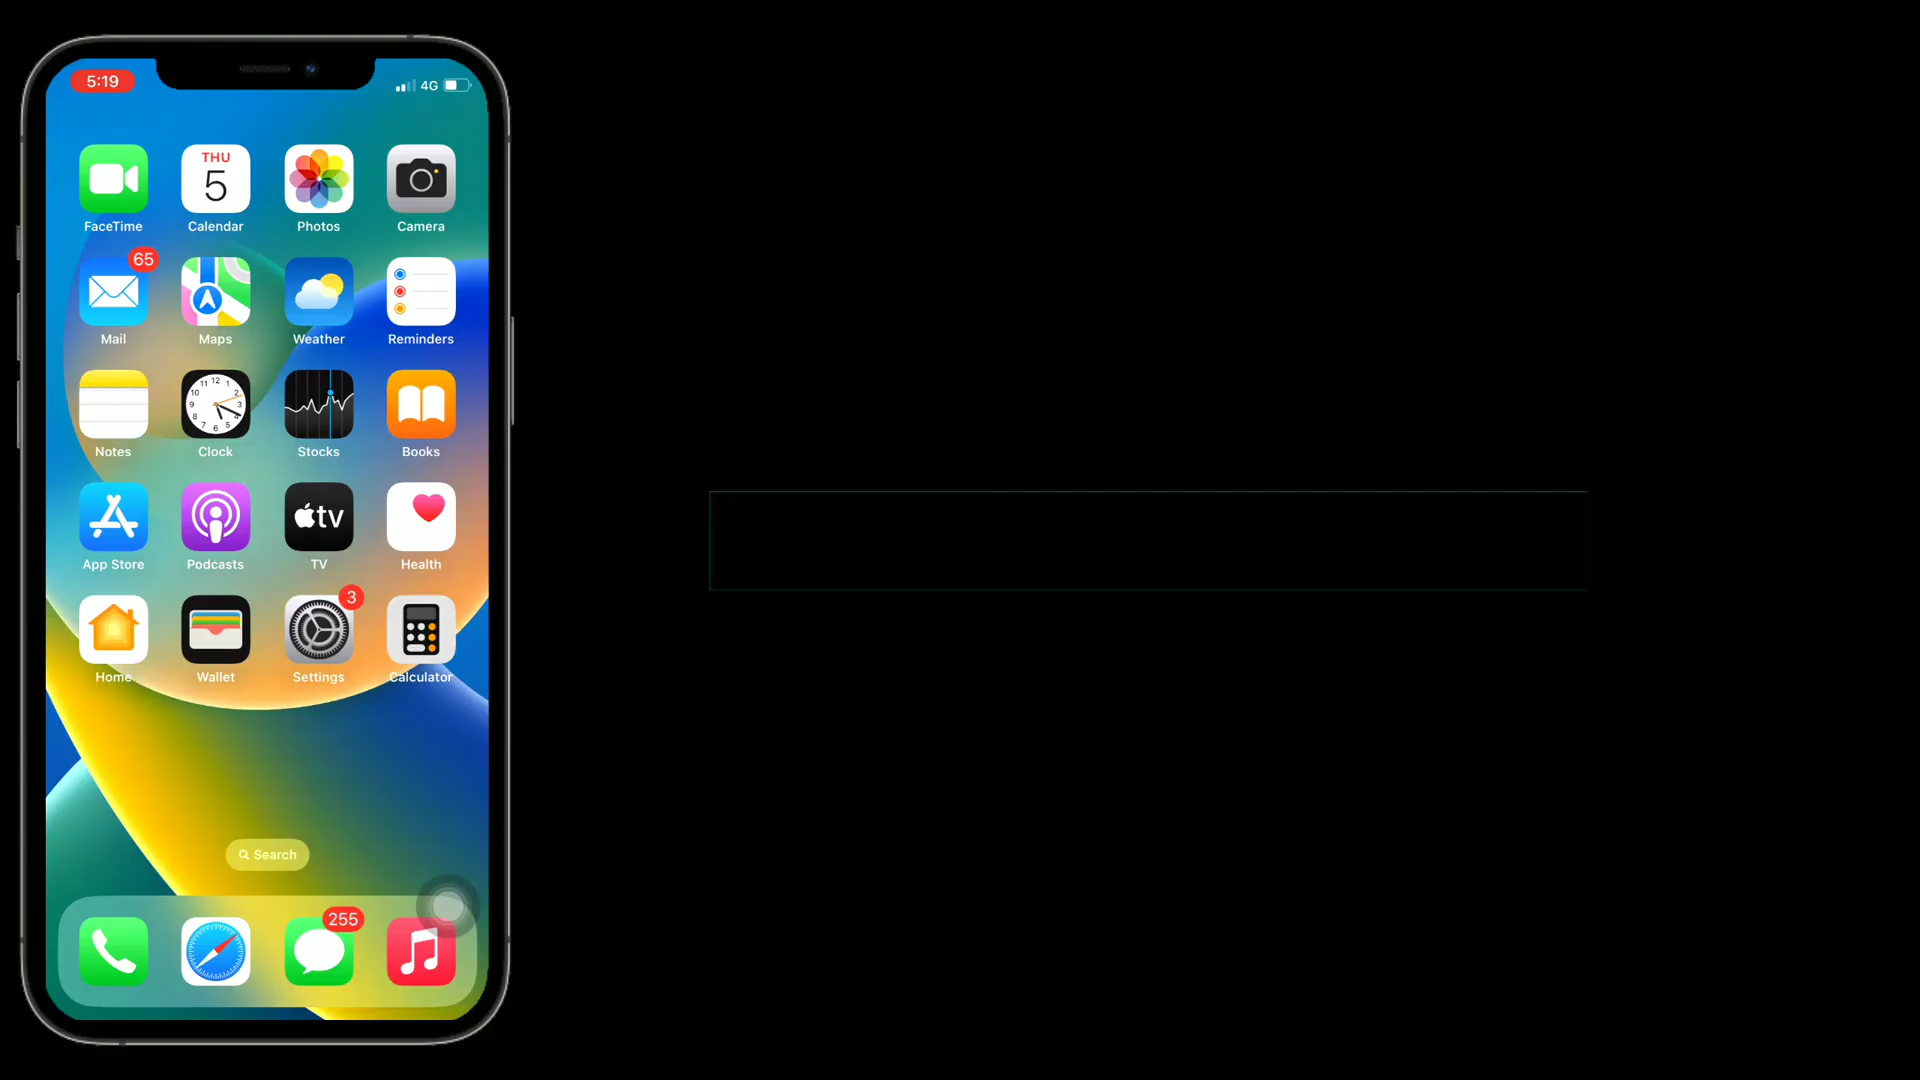 5:19 4G
THU
5
FaceTime Calendar Photos Camera
65
Mail Maps Weather Reminders
Notes Clock Stocks Books
tv
App Store Podcasts TV Health
3
Home Wallet Settings Calculator
Search
255